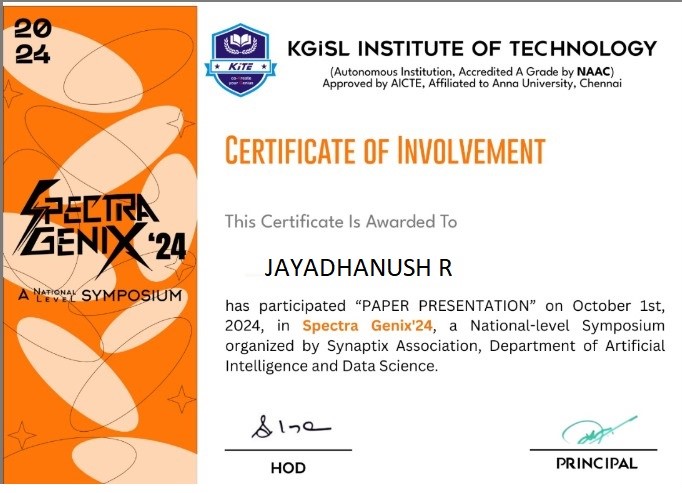 20
24
KiTE
KGiSL INSTITUTE OF TECHNOLOGY
(Autonomous Institution, Accredited A Grade by NAAC)
Approved by AICTE, Affiliated to Anna University, Chennai
CERTIFICATE OF INVOLVEMENT
This Certificate Is Awarded To
SPECTRA
GENIX '24
A NATIONAL LEVEL SYMPOSIUM
JAYADHANUSH R
has participated “PAPER PRESENTATION” on October 1st,
2024, in Spectra Genix'24, a National-level Symposium
organized by Synaptix Association, Department of Artificial
Intelligence and Data Science.
HOD
PRINCIPAL